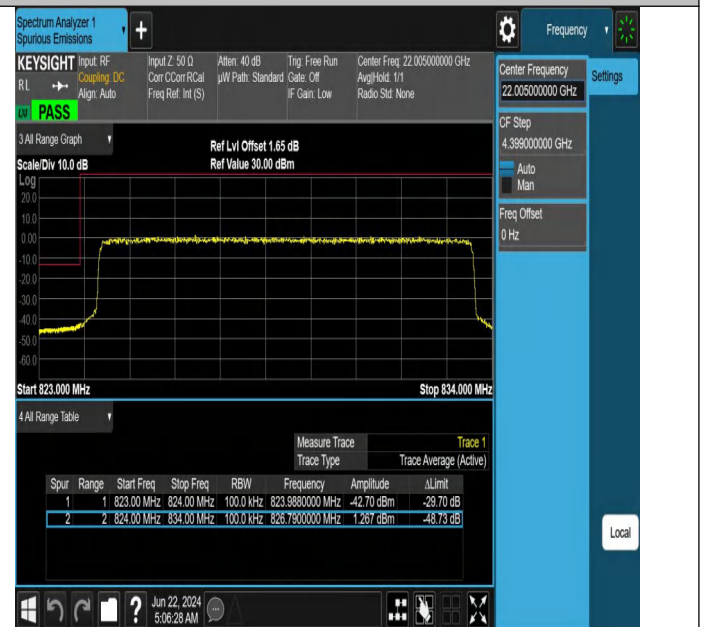 Spectrum Analyzer 1
Spurious Emissions
Frequency
KEYSIGHT Input: RF Input Z: 50 Ω Atten: 40 dB Trig: Free Run Center Freq: 22.005000000 GHz
RL Coupling: DC Corr CCorr RCal µW Path: Standard Gate: Off Avg|Hold: 1/1
Align: Auto Freq Ref: Int (S) IF Gain: Low Radio Std: None
PASS
Center Frequency
22.005000000 GHz
Settings
CF Step
4.399000000 GHz
Auto
Man
Freq Offset
0 Hz
3 All Range Graph
Ref Lvl Offset 1.65 dB
Scale/Div 10.0 dB Ref Value 30.00 dBm
Log
20.0
10.0
0.00
-10.0
-20.0
-30.0
-40.0
-50.0
-60.0
Start 823.000 MHz Stop 834.000 MHz
4 All Range Table
Measure Trace Trace 1
Trace Type Trace Average (Active)
Spur Range Start Freq Stop Freq RBW Frequency Amplitude ΔLimit
1 1 823.00 MHz 824.00 MHz 100.0 kHz 823.9880000 MHz -42.70 dBm -29.70 dB
2 2 824.00 MHz 834.00 MHz 100.0 kHz 826.7900000 MHz 1.267 dBm -48.73 dB
Local
Jun 22, 2024
5:06:28 AM